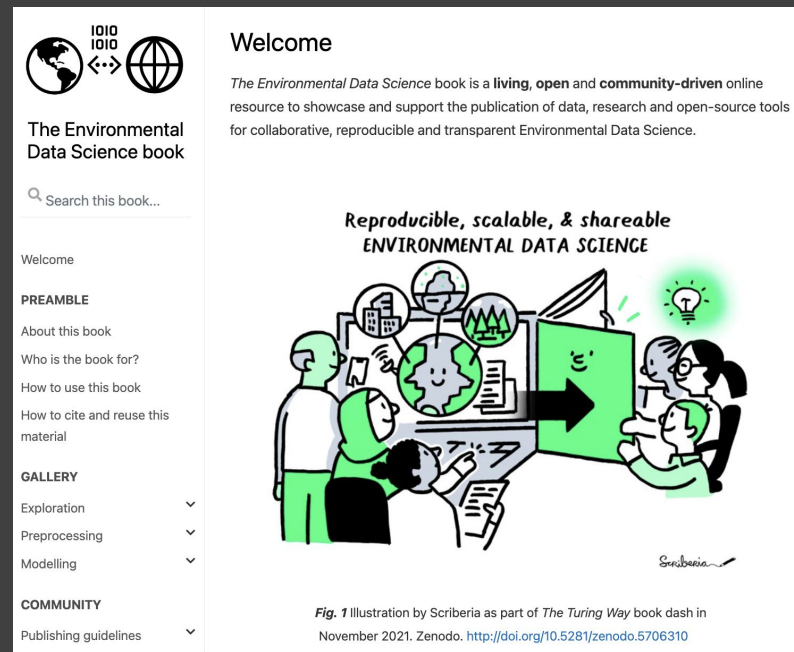 1010
1010
The Environmental
Data Science book
Search this book...
Welcome
PREAMBLE
About this book
Who is the book for?
How to use this book
How to cite and reuse this
material
GALLERY
Exploration
Preprocessing
Modelling
COMMUNITY
Publishing guidelines
Welcome
The Environmental Data Science book is a living, open and community-driven online
resource to showcase and support the publication of data, research and open-source tools
for collaborative, reproducible and transparent Environmental Data Science.
Reproducible, scalable, & shareable
ENVIRONMENTAL DATA SCIENCE
Scriberia
Fig. 1 Illustration by Scriberia as part of The Turing Way book dash in
November 2021. Zenodo. http://doi.org/10.5281/zenodo.5706310